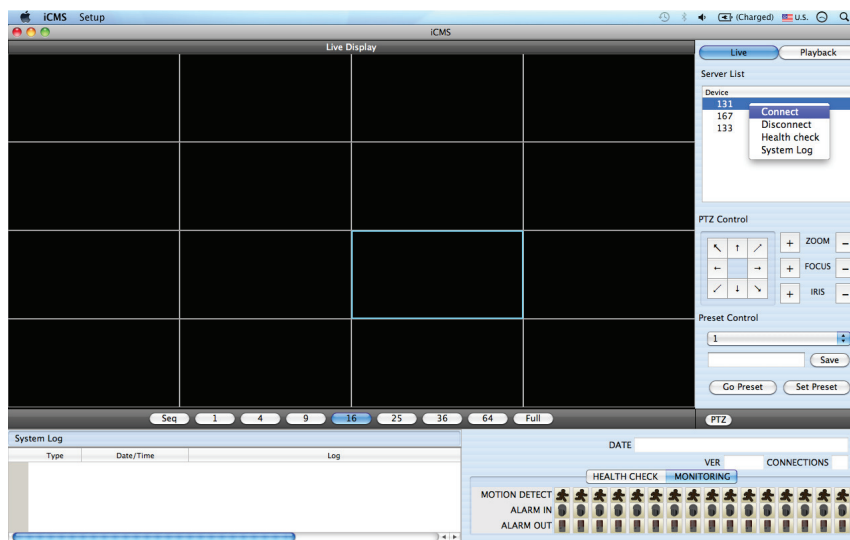 iCMS Setup (Charged) U.S.
iCMS
Live Display
Live Playback
Server List
Device
131
167
133
Connect
Disconnect
Health check
System Log
PTZ Control
+ ZOOM −
+ FOCUS −
+ IRIS −
Preset Control
1
Save
Go Preset Set Preset
Seq 1 4 9 16 25 36 64 Full PTZ
System Log
Type Date/Time Log
DATE
VER CONNECTIONS
HEALTH CHECK MONITORING
MOTION DETECT
ALARM IN
ALARM OUT